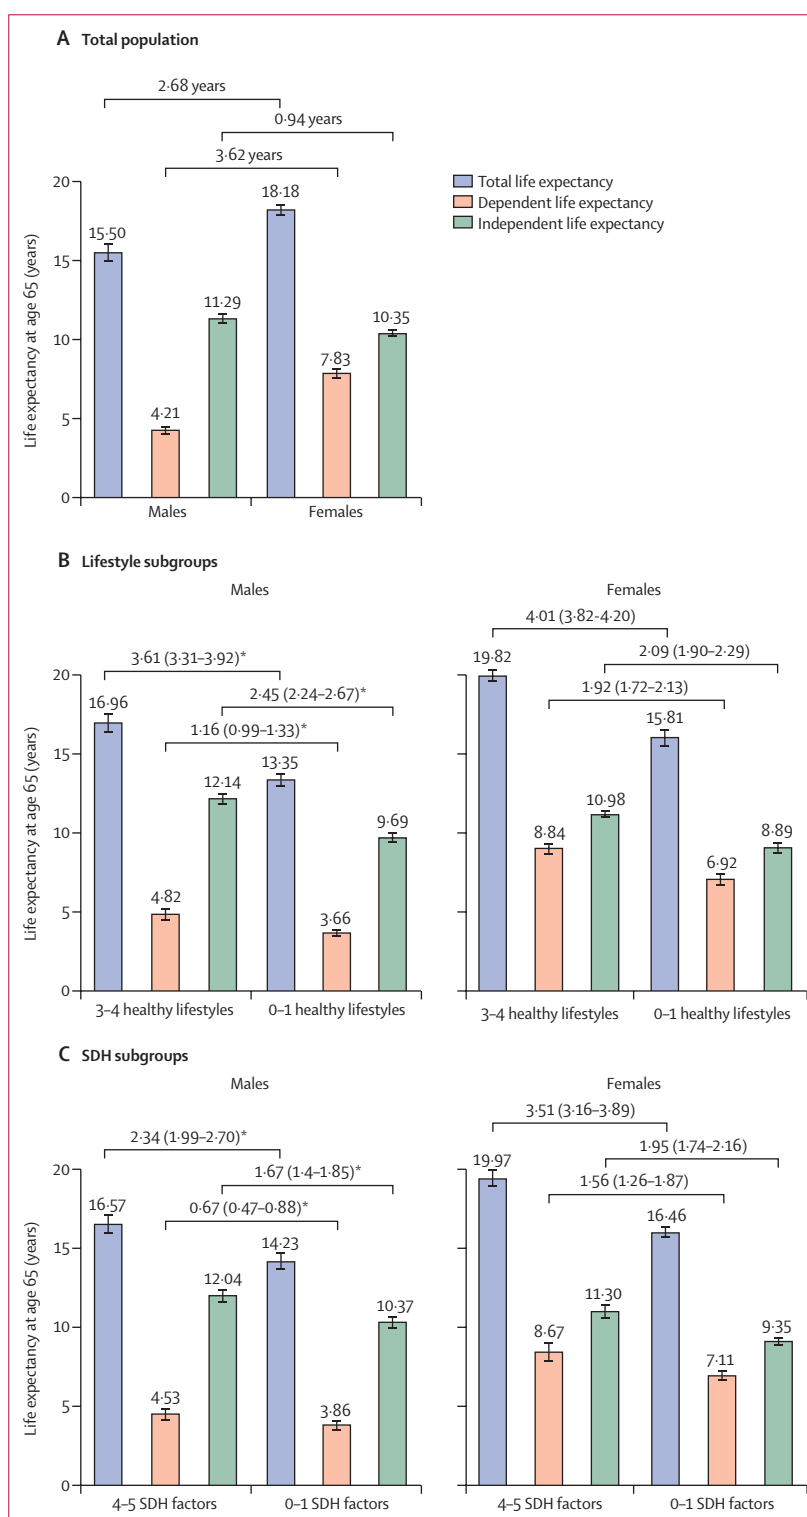 A Total population
2·68 years
0·94 years
3·62 years
Total life expectancy
Dependent life expectancy
Independent life expectancy
Life expectancy at age 65 (years)
20
15
10
5
0
15·50
4·21
11·29
18·18
7·83
10·35
Males
Females
B Lifestyle subgroups
Males
Females
3·61 (3·31–3·92)*
2·45 (2·24–2·67)*
1·16 (0·99–1·33)*
4·01 (3·82-4·20)
2·09 (1·90–2·29)
1·92 (1·72–2·13)
Life expectancy at age 65 (years)
20
15
10
5
0
16·96
4·82
12·14
13·35
3·66
9·69
19·82
8·84
10·98
15·81
6·92
8·89
3–4 healthy lifestyles
0–1 healthy lifestyles
3–4 healthy lifestyles
0–1 healthy lifestyles
C SDH subgroups
Males
Females
2·34 (1·99–2·70)*
1·67 (1·4–1·85)*
0·67 (0·47–0·88)*
3·51 (3·16–3·89)
1·95 (1·74–2·16)
1·56 (1·26–1·87)
Life expectancy at age 65 (years)
20
15
10
5
0
16·57
4·53
12·04
14·23
3·86
10·37
19·97
8·67
11·30
16·46
7·11
9·35
4–5 SDH factors
0–1 SDH factors
4–5 SDH factors
0–1 SDH factors